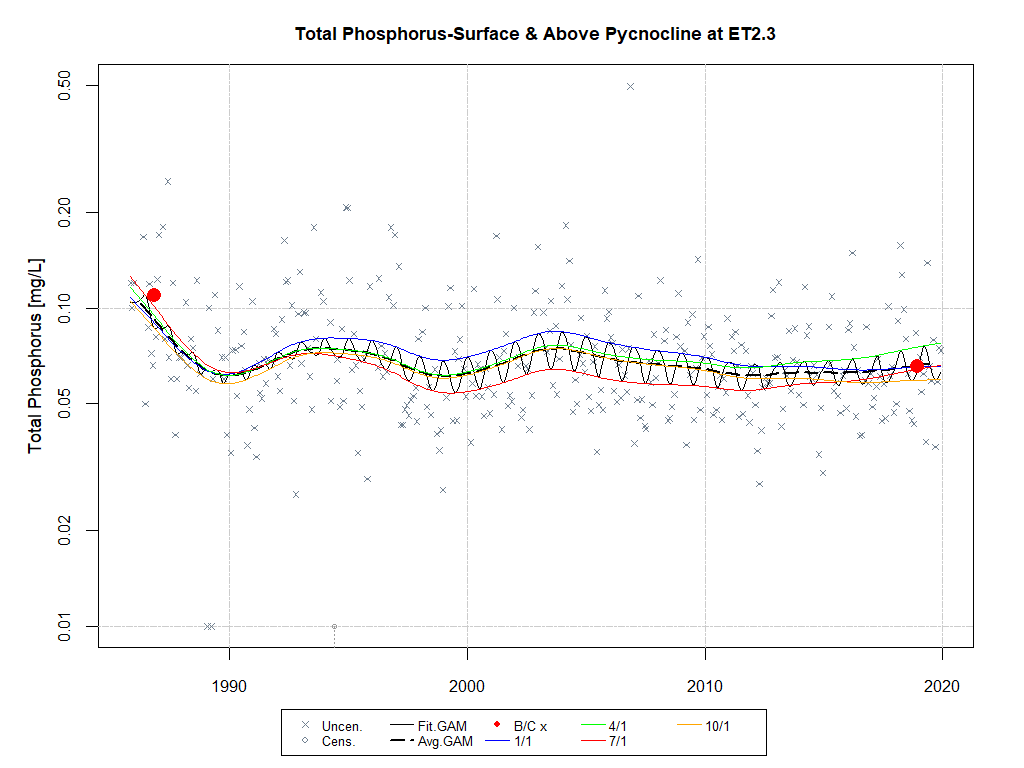 Total Phosphorus-Surface & Above Pycnocline at ET2.3
Total Phosphorus [mg/L]
0.50
0.20
0.10
0.05
0.02
0.01
1990 2000 2010 2020
Uncen. Fit.GAM B/C x 4/1 10/1
Cens. Avg.GAM 1/1 7/1